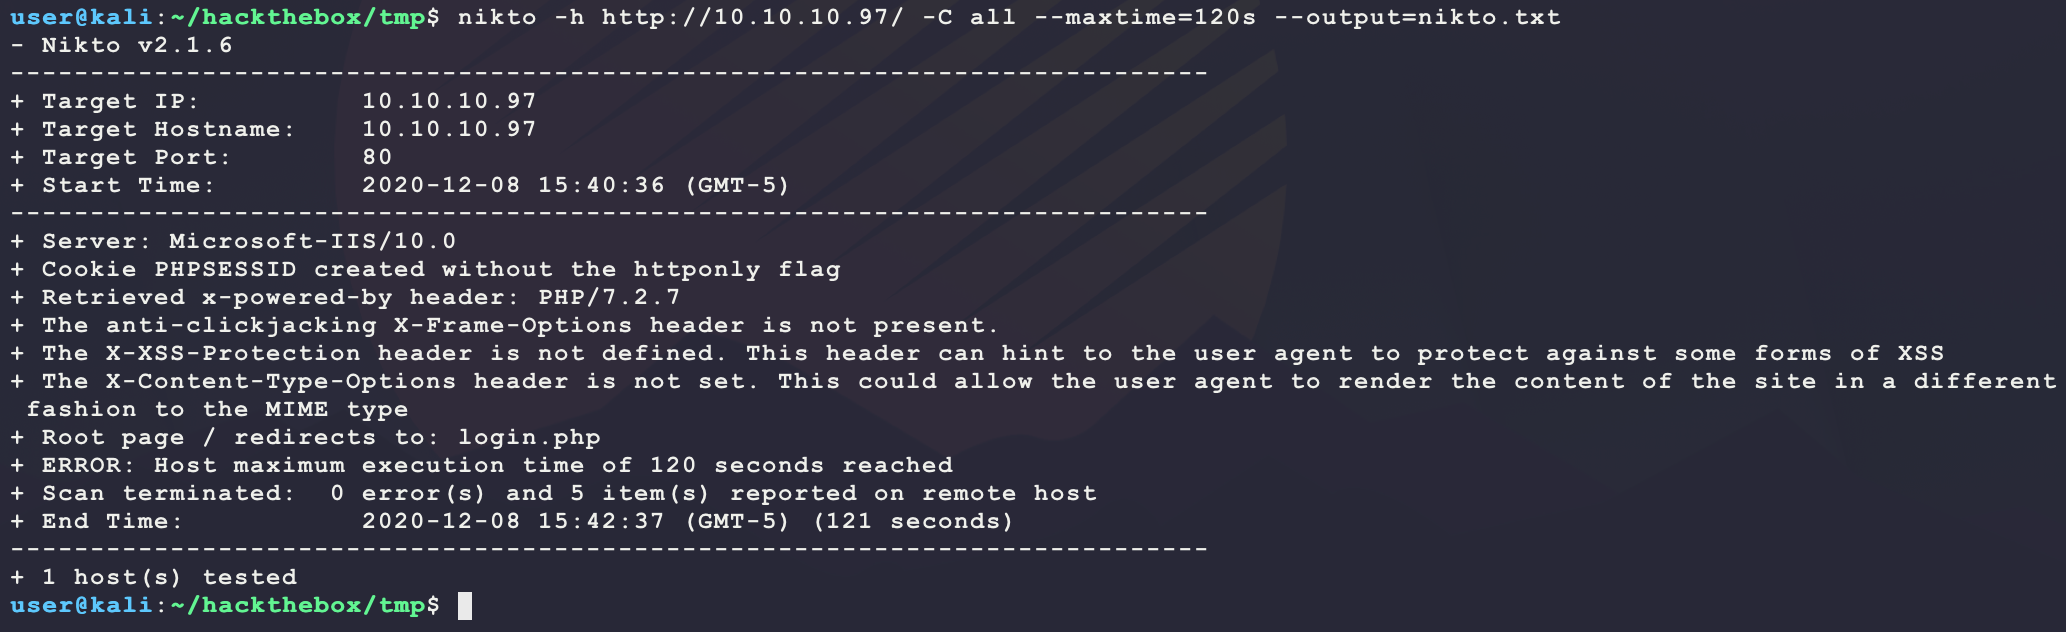 user@kali:~/hackthebox/tmp$ nikto -h http://10.10.10.97/ -C all --maxtime=120s --output=nikto.txt
- Nikto v2.1.6
---------------------------------------------------------------------------
+ Target IP:          10.10.10.97
+ Target Hostname:    10.10.10.97
+ Target Port:        80
+ Start Time:         2020-12-08 15:40:36 (GMT-5)
---------------------------------------------------------------------------
+ Server: Microsoft-IIS/10.0
+ Cookie PHPSESSID created without the httponly flag
+ Retrieved x-powered-by header: PHP/7.2.7
+ The anti-clickjacking X-Frame-Options header is not present.
+ The X-XSS-Protection header is not defined. This header can hint to the user agent to protect against some forms of XSS
+ The X-Content-Type-Options header is not set. This could allow the user agent to render the content of the site in a different
 fashion to the MIME type
+ Root page / redirects to: login.php
+ ERROR: Host maximum execution time of 120 seconds reached
+ Scan terminated:  0 error(s) and 5 item(s) reported on remote host
+ End Time:           2020-12-08 15:42:37 (GMT-5) (121 seconds)
---------------------------------------------------------------------------
+ 1 host(s) tested
user@kali:~/hackthebox/tmp$